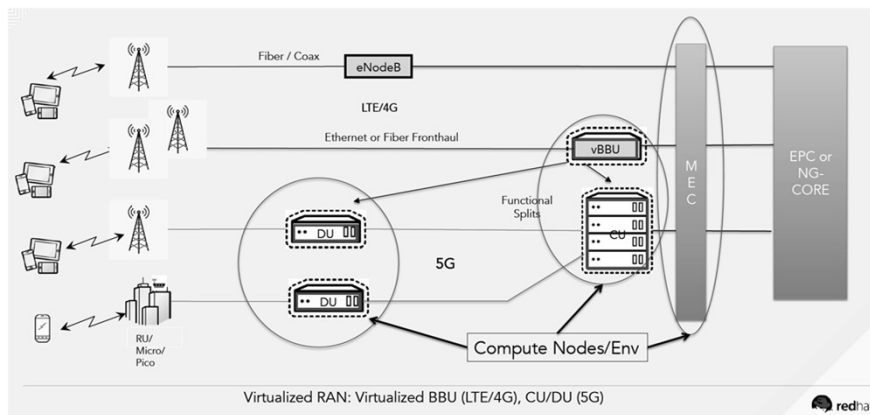 Fiber / Coax
eNodeB
LTE/4G
Ethernet or Fiber Fronthaul
vBBU
M
E
C
EPC or
NG-
CORE
Functional
Splits
DU
CU
5G
DU
RU/
Micro/
Pico
Compute Nodes/Env
Virtualized RAN: Virtualized BBU (LTE/4G), CU/DU (5G)
redha